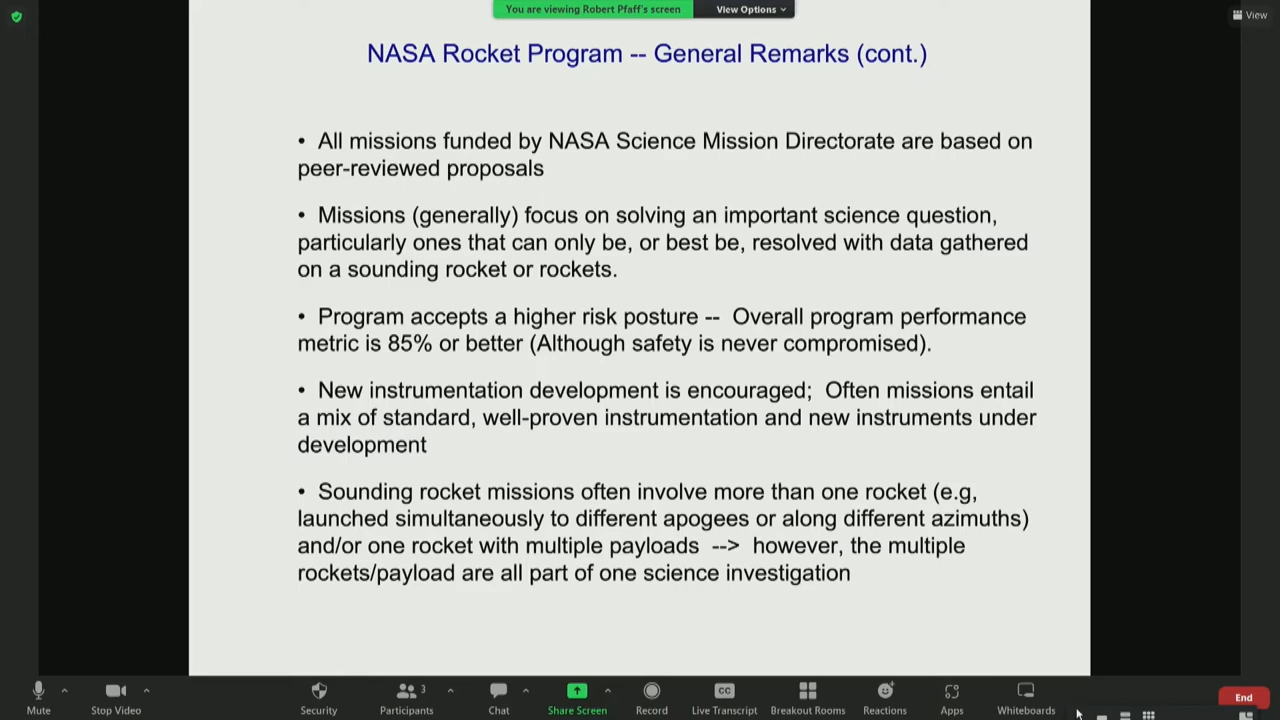 You are viewing Robert Pfaff's screen
View Options
View
NASA Rocket Program -- General Remarks (cont.)
• All missions funded by NASA Science Mission Directorate are based on
peer-reviewed proposals
• Missions (generally) focus on solving an important science question,
particularly ones that can only be, or best be, resolved with data gathered
on a sounding rocket or rockets.
• Program accepts a higher risk posture -- Overall program performance
metric is 85% or better (Although safety is never compromised).
• New instrumentation development is encouraged; Often missions entail
a mix of standard, well-proven instrumentation and new instruments under
development
• Sounding rocket missions often involve more than one rocket (e.g,
launched simultaneously to different apogees or along different azimuths)
and/or one rocket with multiple payloads --> however, the multiple
rockets/payload are all part of one science investigation
Mute
Stop Video
Security
3
Participants
Chat
Share Screen
Record
CC
Live Transcript
Breakout Rooms
Reactions
Apps
Whiteboards
End